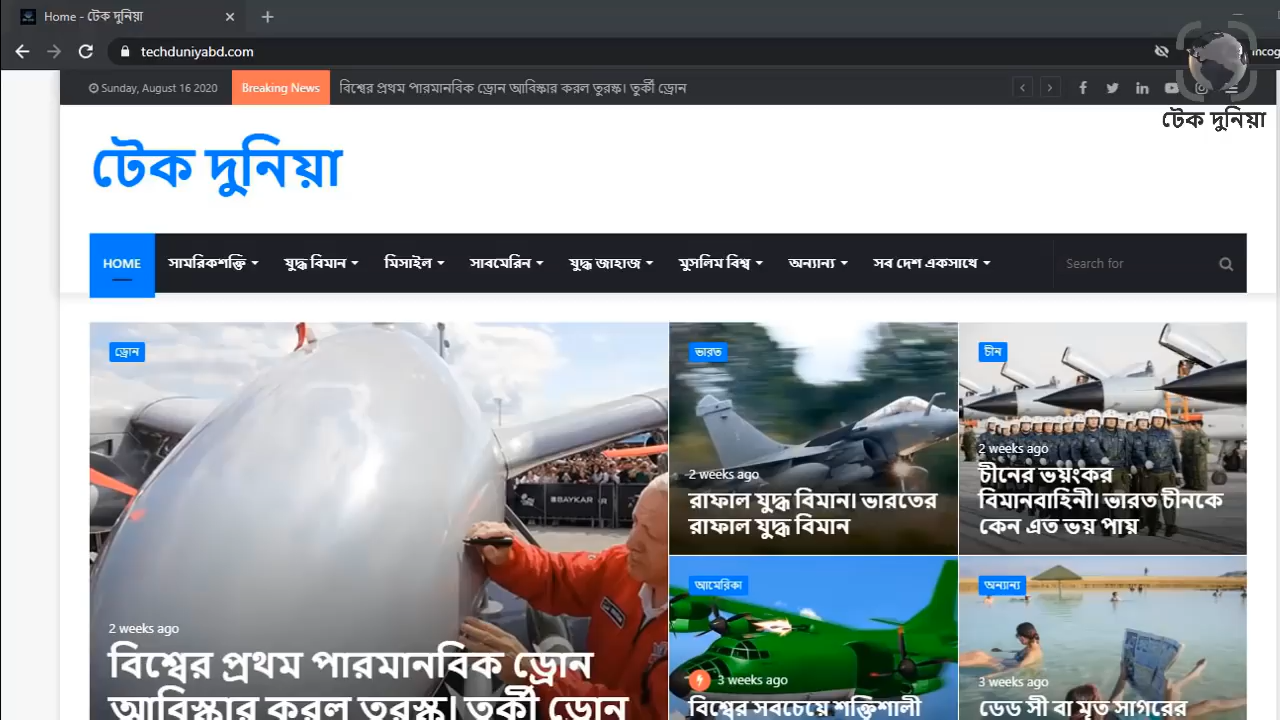 Home - টেক দুনিয়া
techduniyabd.com
Sunday, August 16 2020
Breaking News
বিশ্বের প্রথম পারমানবিক ড্রোন আবিস্কার করল তুরস্ক। তুর্কী ড্রোন
টেক দুনিয়া
টেক দুনিয়া
HOME
সামরিকশক্তি
যুদ্ধ বিমান
মিসাইল
সাবমেরিন
যুদ্ধ জাহাজ
মুসলিম বিশ্ব
অন্যান্য
সব দেশ একসাথে
Search for
ড্রোন
BAYKAR
2 weeks ago
বিশ্বের প্রথম পারমানবিক ড্রোন
আবিস্কার করল তুরস্ক। তুর্কী ড্রোন
ভারত
2 weeks ago
রাফাল যুদ্ধ বিমান। ভারতের
রাফাল যুদ্ধ বিমান
চীন
2 weeks ago
চীনের ভয়ংকর
বিমানবাহিনী। ভারত চীনকে
কেন এত ভয় পায়
আমেরিকা
3 weeks ago
বিশ্বের সবচেয়ে শক্তিশালী
অন্যান্য
3 weeks ago
ডেড সী বা মৃত সাগরের